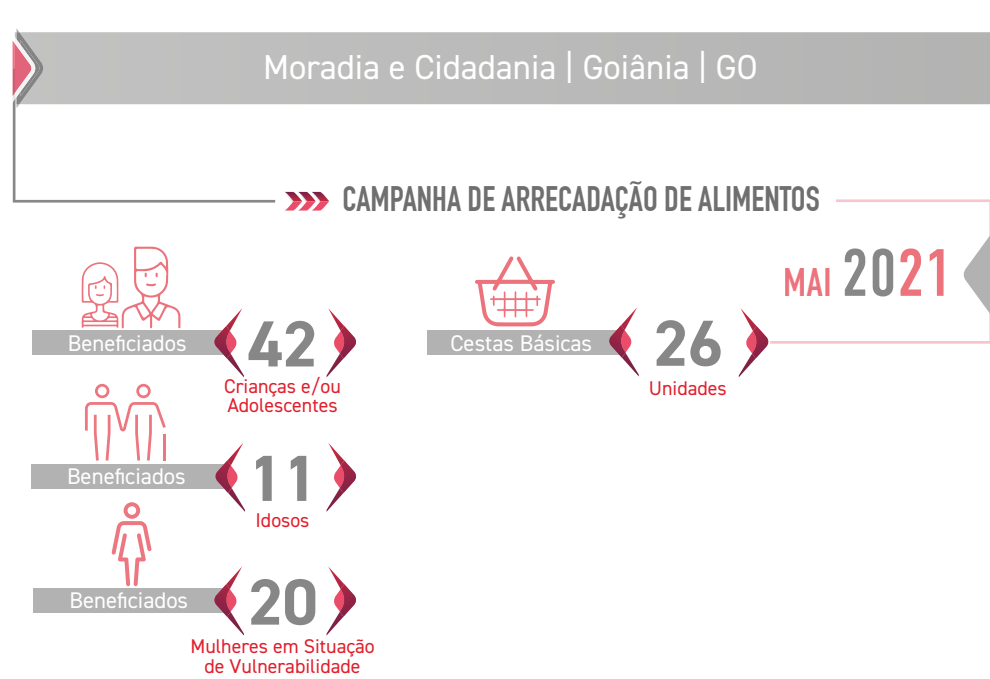 Moradia e Cidadania | Goiânia | GO
CAMPANHA DE ARRECADAÇÃO DE ALIMENTOS
MAI 2021
Beneficiados
42
Crianças e/ou
Adolescentes
Cestas Básicas
26
Unidades
Beneficiados
11
Idosos
Beneficiados
20
Mulheres em Situação
de Vulnerabilidade